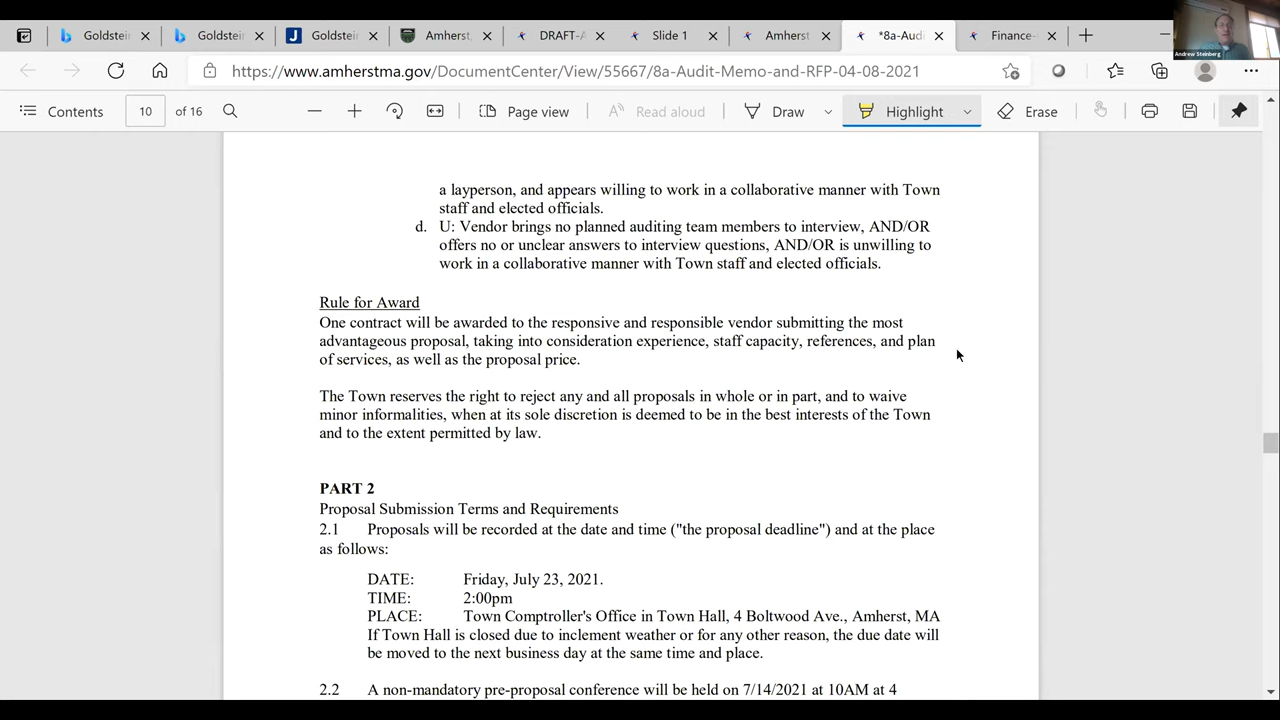 Goldstein
Goldstein
Goldstein
Amherst,
DRAFT-A
Slide 1
Amherst
*8a-Audi
Finance-
https://www.amherstma.gov/DocumentCenter/View/55667/8a-Audit-Memo-and-RFP-04-08-2021
Andrew Steinberg
Contents 10 of 16 Page view Read aloud Draw Highlight Erase
a layperson, and appears willing to work in a collaborative manner with Town
staff and elected officials.
d. U: Vendor brings no planned auditing team members to interview, AND/OR
offers no or unclear answers to interview questions, AND/OR is unwilling to
work in a collaborative manner with Town staff and elected officials.
Rule for Award
One contract will be awarded to the responsive and responsible vendor submitting the most
advantageous proposal, taking into consideration experience, staff capacity, references, and plan
of services, as well as the proposal price.
The Town reserves the right to reject any and all proposals in whole or in part, and to waive
minor informalities, when at its sole discretion is deemed to be in the best interests of the Town
and to the extent permitted by law.
PART 2
Proposal Submission Terms and Requirements
2.1 Proposals will be recorded at the date and time ("the proposal deadline") and at the place
as follows:
DATE: Friday, July 23, 2021.
TIME: 2:00pm
PLACE: Town Comptroller's Office in Town Hall, 4 Boltwood Ave., Amherst, MA
If Town Hall is closed due to inclement weather or for any other reason, the due date will
be moved to the next business day at the same time and place.
2.2 A non-mandatory pre-proposal conference will be held on 7/14/2021 at 10AM at 4